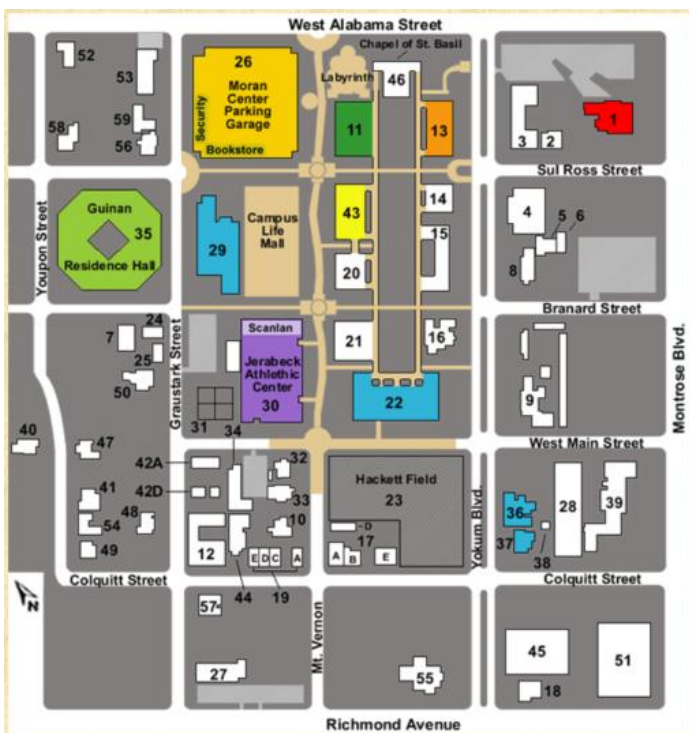 West Alabama Street
52
53
59
58
56
26
Moran
Center
Parking
Garage
Security
Bookstore
Chapel of St. Basil
Labyrinth
46
11
13
3
2
1
Sul Ross Street
Youpon Street
Guinan
35
Residence Hall
29
Campus
Life
Mall
43
14
15
20
4
5
6
8
Branard Street
Montrose Blvd.
Graustark Street
24
7
25
50
Scanlan
Jerabeck
Athlethic
Center
30
31
34
21
16
22
9
West Main Street
40
47
41
54
48
49
42A
42D
32
33
10
12
44
E
D
C
A
19
Hackett Field
23
-D
17
A
B
E
Yokum Blvd.
36
37
38
28
39
Colquitt Street
Colquitt Street
N
57
27
Mt. Vernon
55
45
18
51
Richmond Avenue